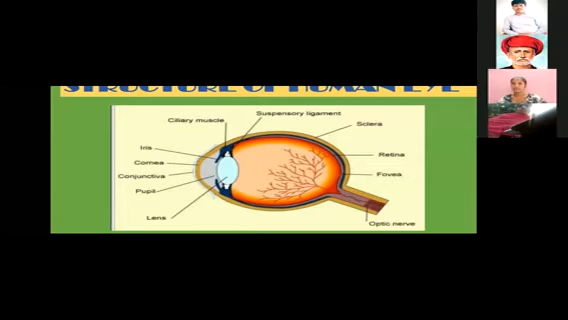 STRUCTURE OF HUMAN EYE
Suspensory ligament
Ciliary muscle
Sclera
Iris
Retina
Cornea
Fovea
Conjunctiva
Pupil
Lens
Optic nerve